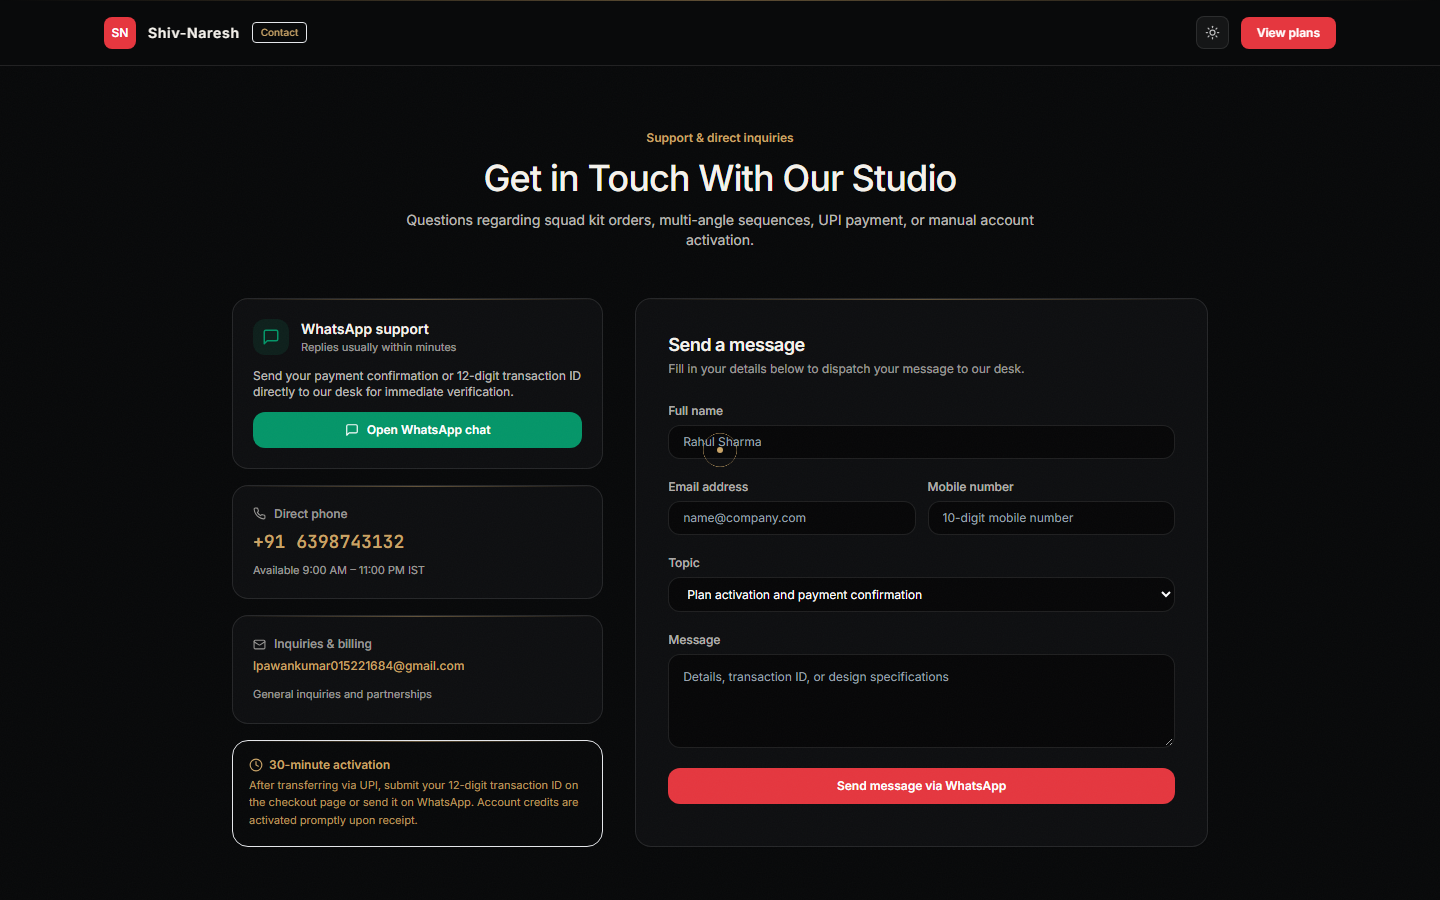 SN Shiv-Naresh Contact View plans
Support & direct inquiries
Get in Touch With Our Studio
Questions regarding squad kit orders, multi-angle sequences, UPI payment, or manual account
activation.
WhatsApp support
Replies usually within minutes
Send your payment confirmation or 12-digit transaction ID
directly to our desk for immediate verification.
Open WhatsApp chat
Direct phone
+91 6398743132
Available 9:00 AM – 11:00 PM IST
Inquiries & billing
lpawankumar015221684@gmail.com
General inquiries and partnerships
30-minute activation
After transferring via UPI, submit your 12-digit transaction ID on
the checkout page or send it on WhatsApp. Account credits are
activated promptly upon receipt.
Send a message
Fill in your details below to dispatch your message to our desk.
Full name
Rahul Sharma
Email address Mobile number
name@company.com 10-digit mobile number
Topic
Plan activation and payment confirmation
Message
Details, transaction ID, or design specifications
Send message via WhatsApp